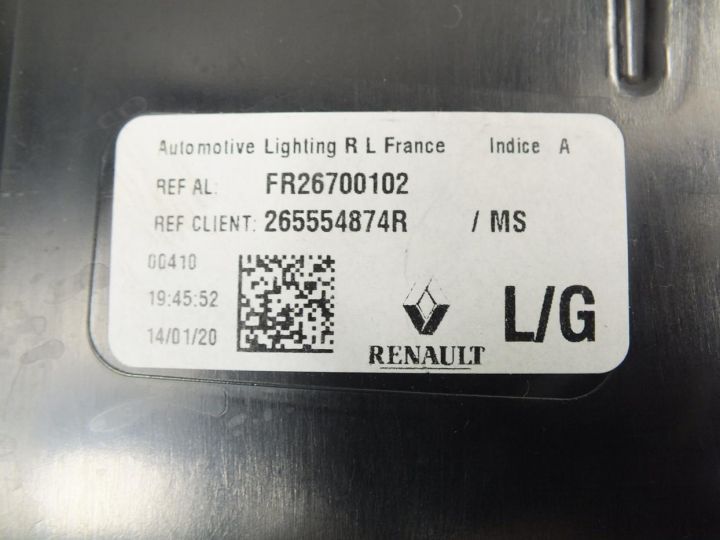 Automotive Lighting R L France Indice A
REF AL: FR26700102
REF CLIENT: 265554874R / MS
00410
19:45:52
14/01/20
RENAULT
L/G